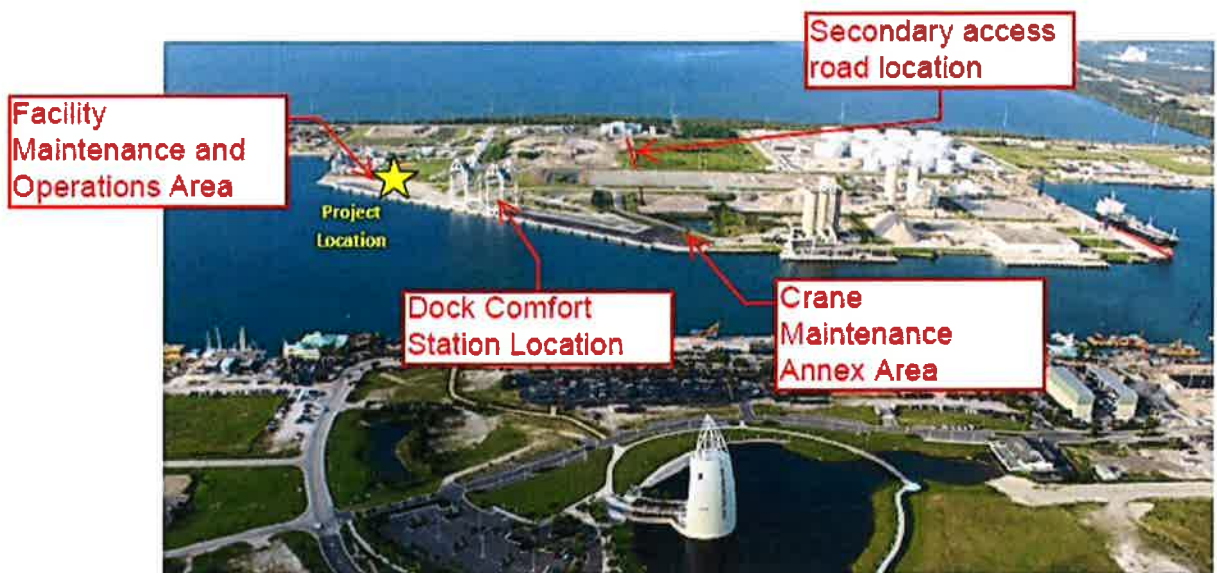 Secondary access
road location
Facility
Maintenance and
Operations Area
Project
Location
Dock Comfort
Station Location
Crane
Maintenance
Annex Area